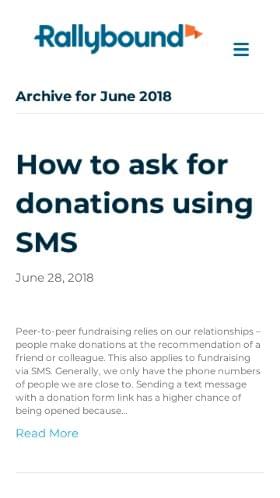 Rallybound
Archive for June 2018
How to ask for
donations using
SMS
June 28, 2018
Peer-to-peer fundraising relies on our relationships –
people make donations at the recommendation of a
friend or colleague. This also applies to fundraising
via SMS. Generally, we only have the phone numbers
of people we are close to. Sending a text message
with a donation form link has a higher chance of
being opened because...
Read More